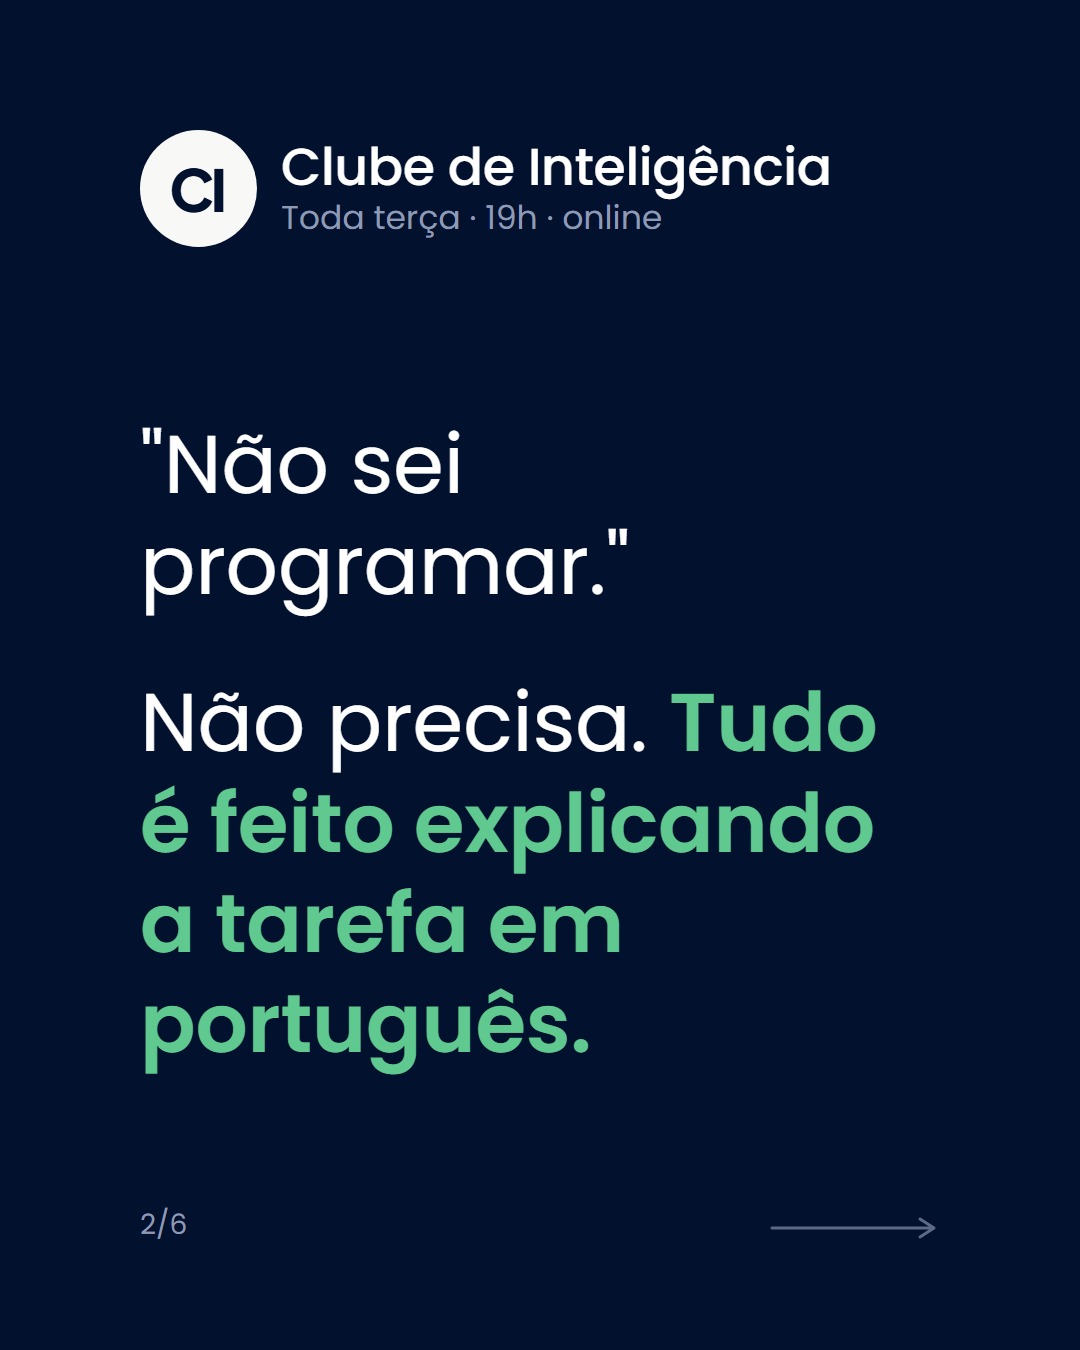 CI
Clube de Inteligência
Toda terça · 19h · online
"Não sei
programar."
Não precisa. Tudo
é feito explicando
a tarefa em
português.
2/6